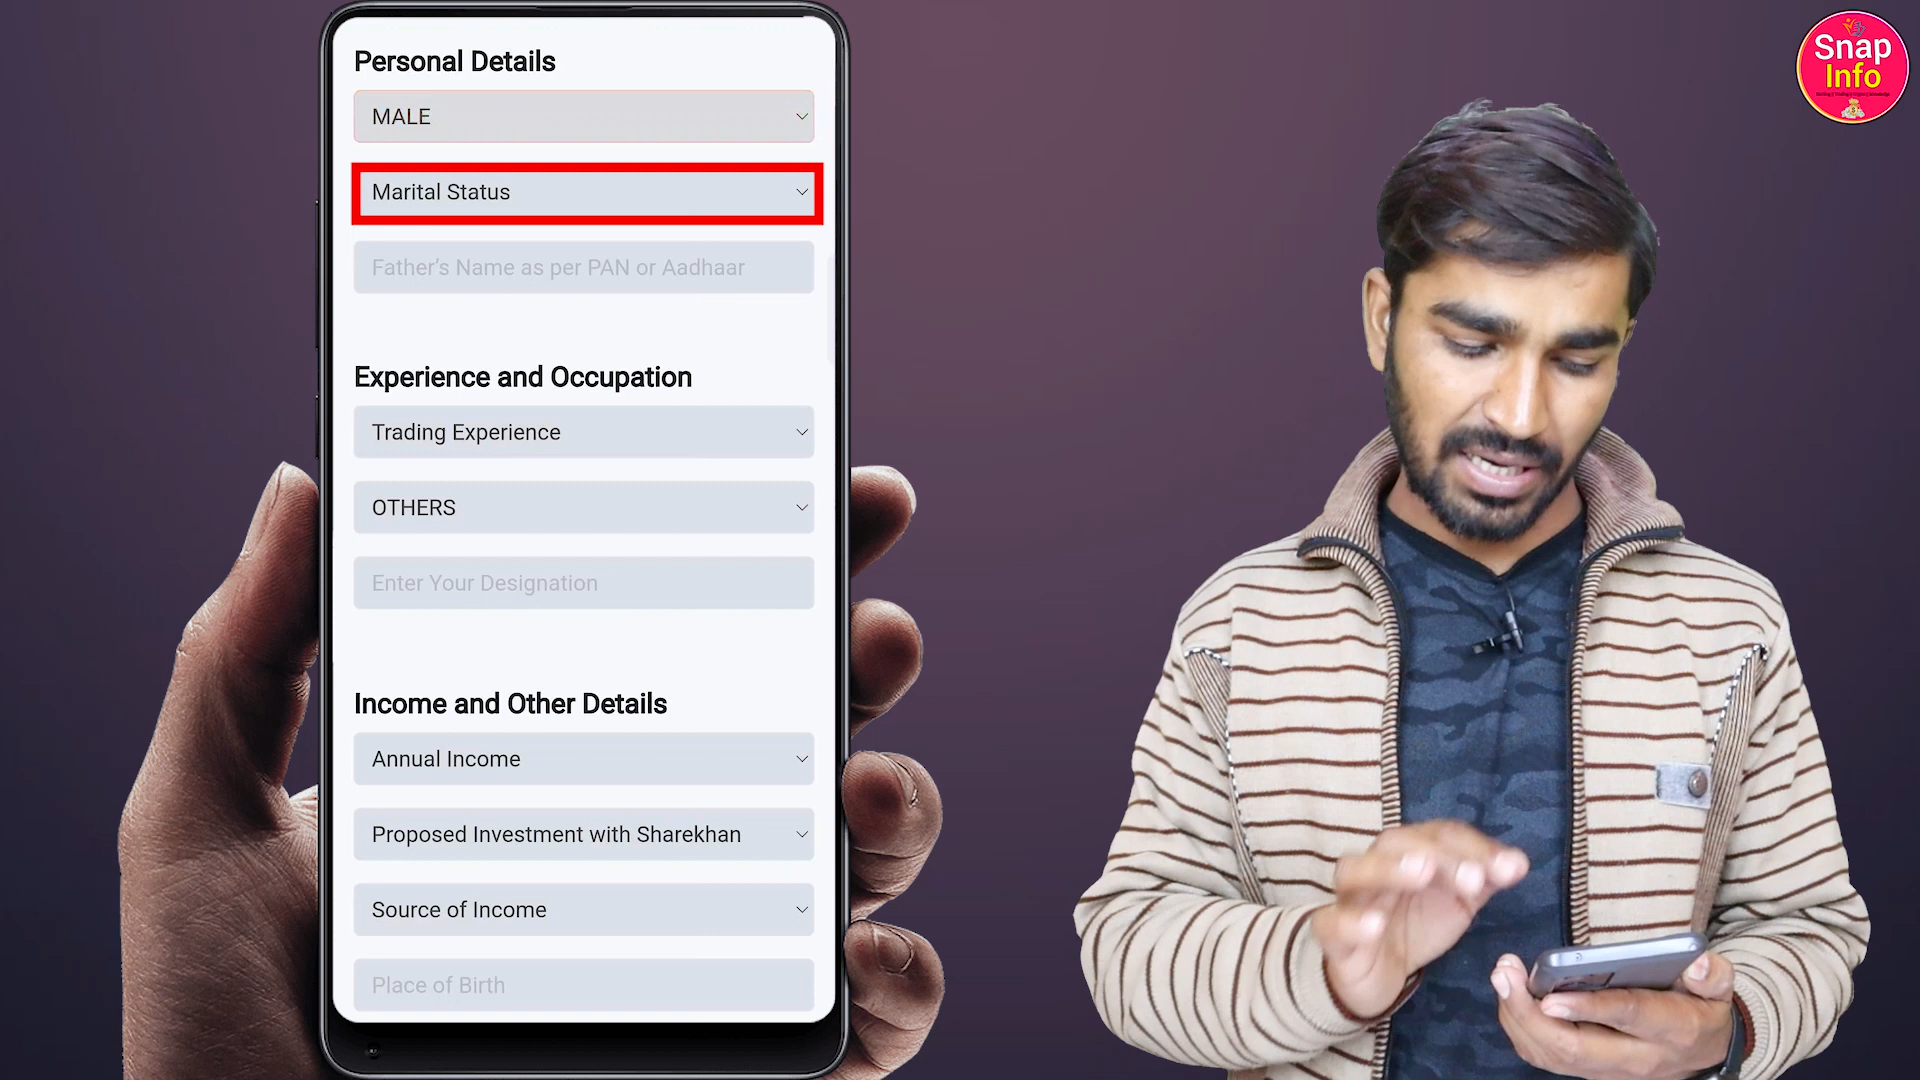 Personal Details
MALE
Marital Status
Father's Name as per PAN or Aadhaar
Experience and Occupation
Trading Experience
OTHERS
Enter Your Designation
Income and Other Details
Annual Income
Proposed Investment with Sharekhan
Source of Income
Place of Birth
Snap
Info